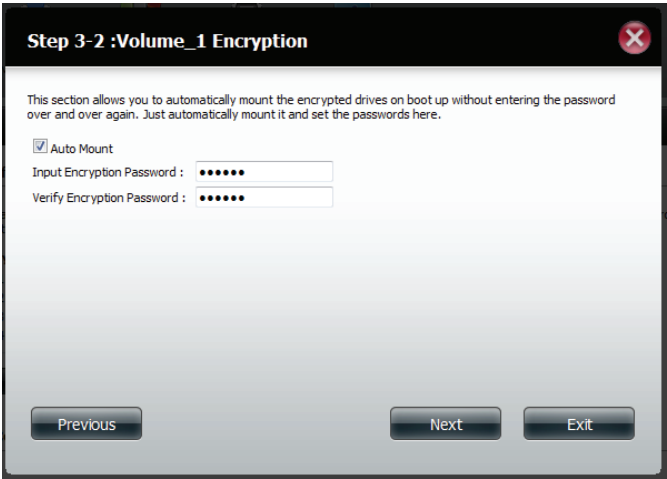 Step 3-2 :Volume_1 Encryption
This section allows you to automatically mount the encrypted drives on boot up without entering the password
over and over again. Just automatically mount it and set the passwords here.
Auto Mount
Input Encryption Password : ••••••
Verify Encryption Password : ••••••
Previous Next Exit